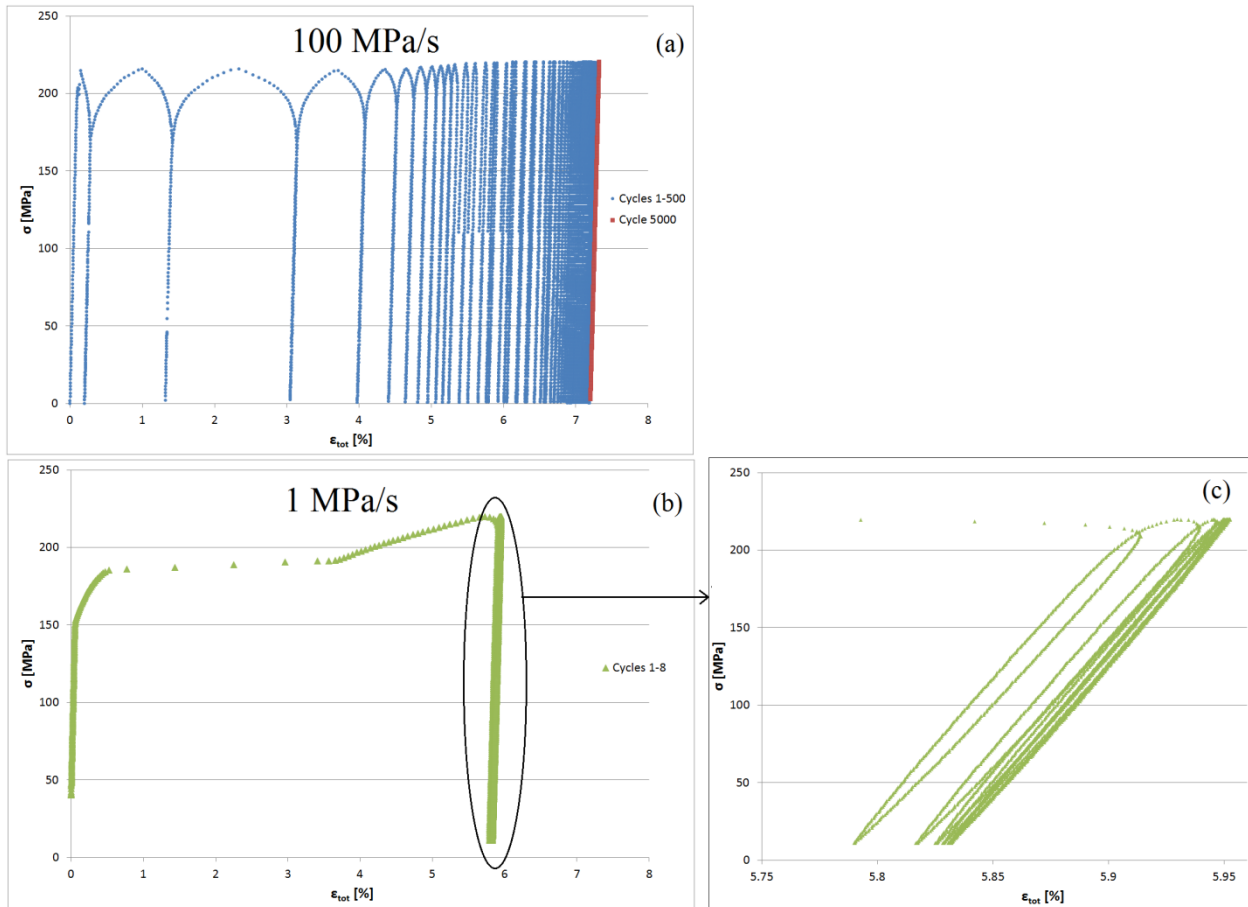 100 MPa/s
(a)
250
200
150
100
50
0
σ [MPa]
0 1 2 3 4 5 6 7 8
ε_tot [%]
Cycles 1-500
Cycle 5000
1 MPa/s
(b)
250
200
150
100
50
0
σ [MPa]
0 1 2 3 4 5 6 7 8
ε_tot [%]
Cycles 1-8
(c)
250
200
150
100
50
0
σ [MPa]
5.75 5.8 5.85 5.9 5.95
ε_tot [%]